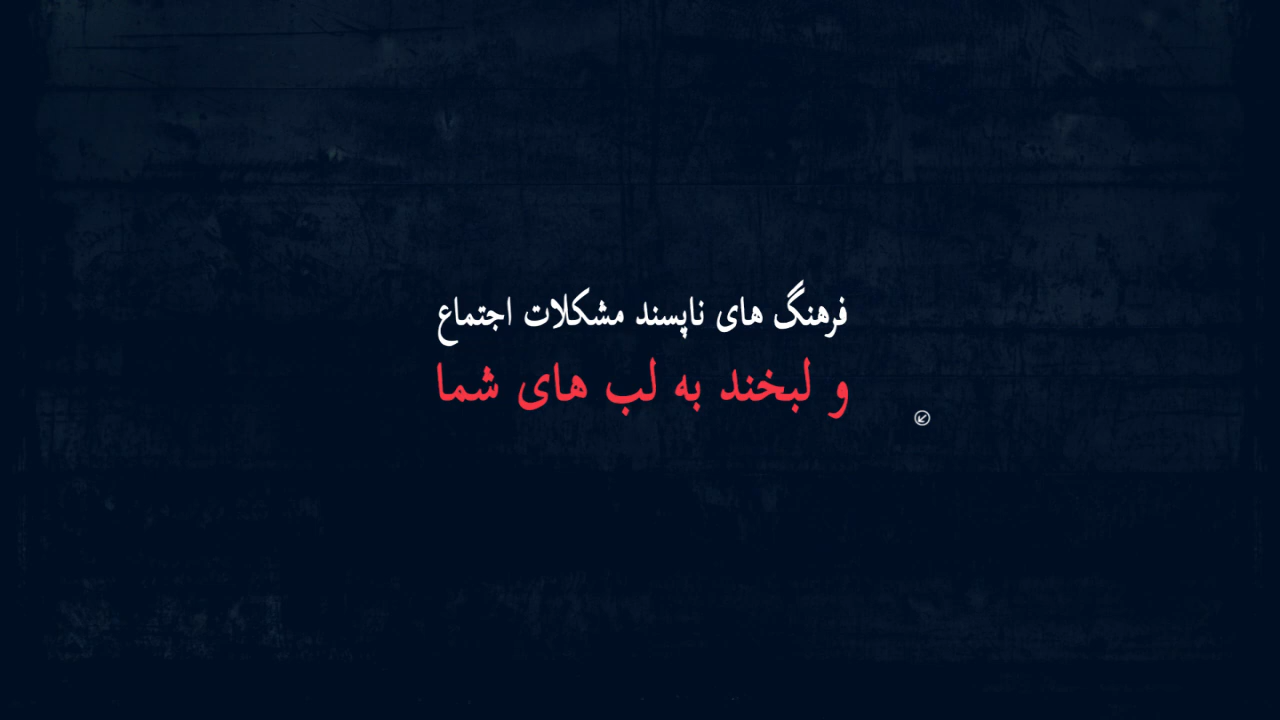 فرهنگ های ناپسند مشکلات اجتماع
و لبخند به لب های شما